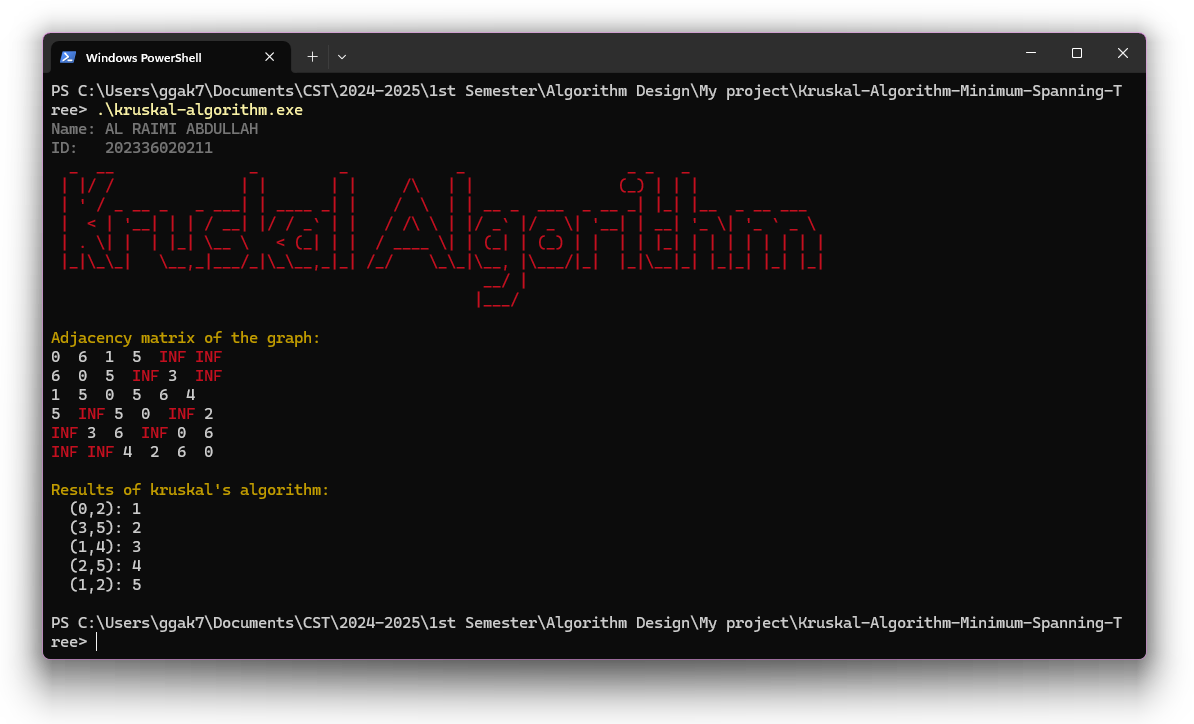 Windows PowerShell
PS C:\Users\ggak7\Documents\CST\2024-2025\1st Semester\Algorithm Design\My project\Kruskal-Algorithm-Minimum-Spanning-T
ree> .\kruskal-algorithm.exe
Name: AL RAIMI ABDULLAH
ID:   202336020211
Kruskal Algorithm
Adjacency matrix of the graph:
0  6  1  5  INF INF
6  0  5  INF 3  INF
1  5  0  5  6  4
5  INF 5  0  INF 2
INF 3  6  INF 0  6
INF INF 4  2  6  0
Results of kruskal's algorithm:
(0,2): 1
(3,5): 2
(1,4): 3
(2,5): 4
(1,2): 5
PS C:\Users\ggak7\Documents\CST\2024-2025\1st Semester\Algorithm Design\My project\Kruskal-Algorithm-Minimum-Spanning-T
ree>